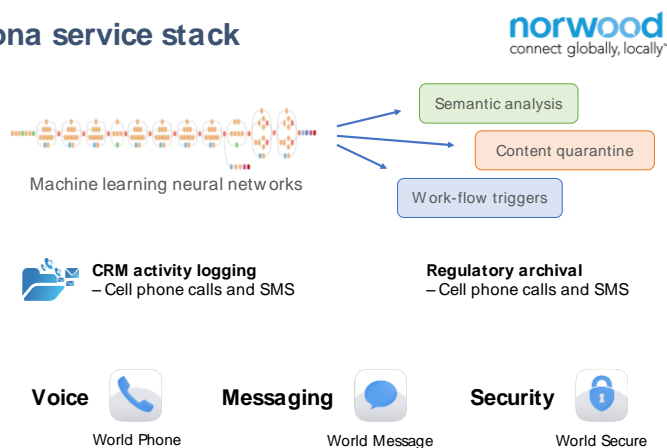 ona service stack
norwood
connect globally, locally™
Semantic analysis
Content quarantine
Machine learning neural networks
Work-flow triggers
CRM activity logging
– Cell phone calls and SMS
Regulatory archival
– Cell phone calls and SMS
Voice
Messaging
Security
World Phone
World Message
World Secure